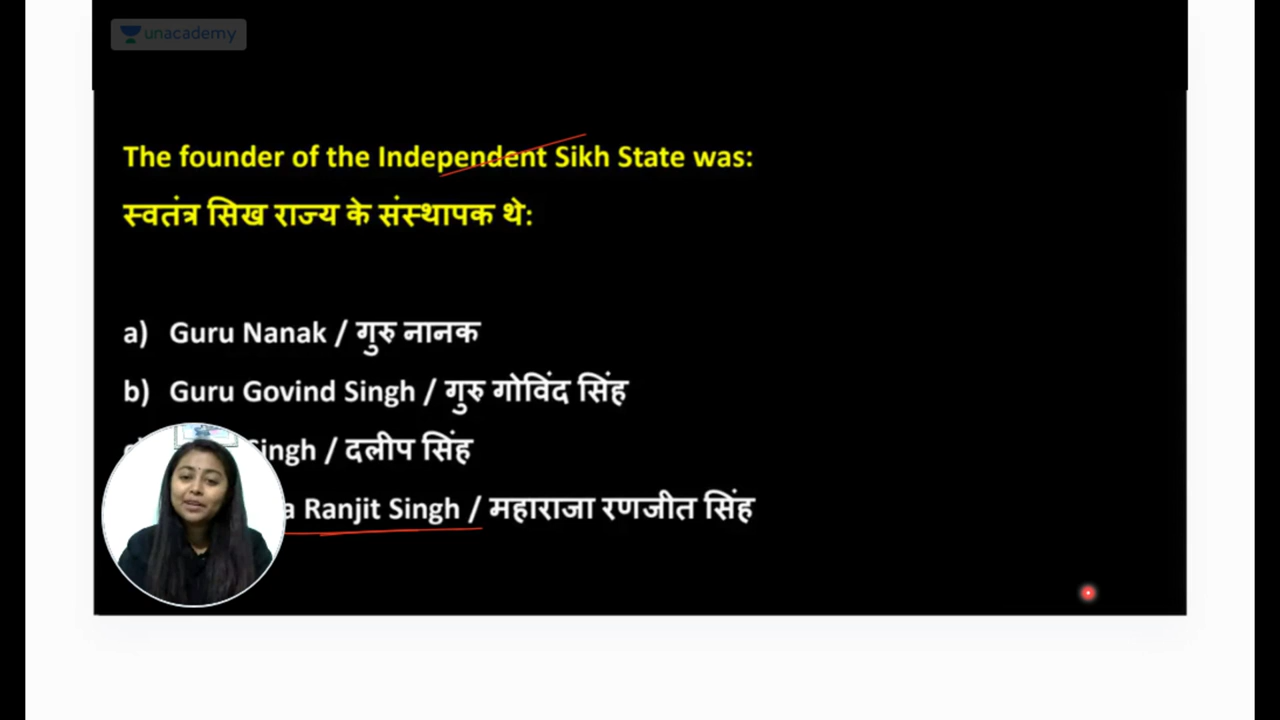 unacademy
The founder of the Independent Sikh State was:
स्वतंत्र सिख राज्य के संस्थापक थे:
a) Guru Nanak / गुरु नानक
b) Guru Govind Singh / गुरु गोविंद सिंह
Singh / दलीप सिंह
Ranjit Singh / महाराजा रणजीत सिंह